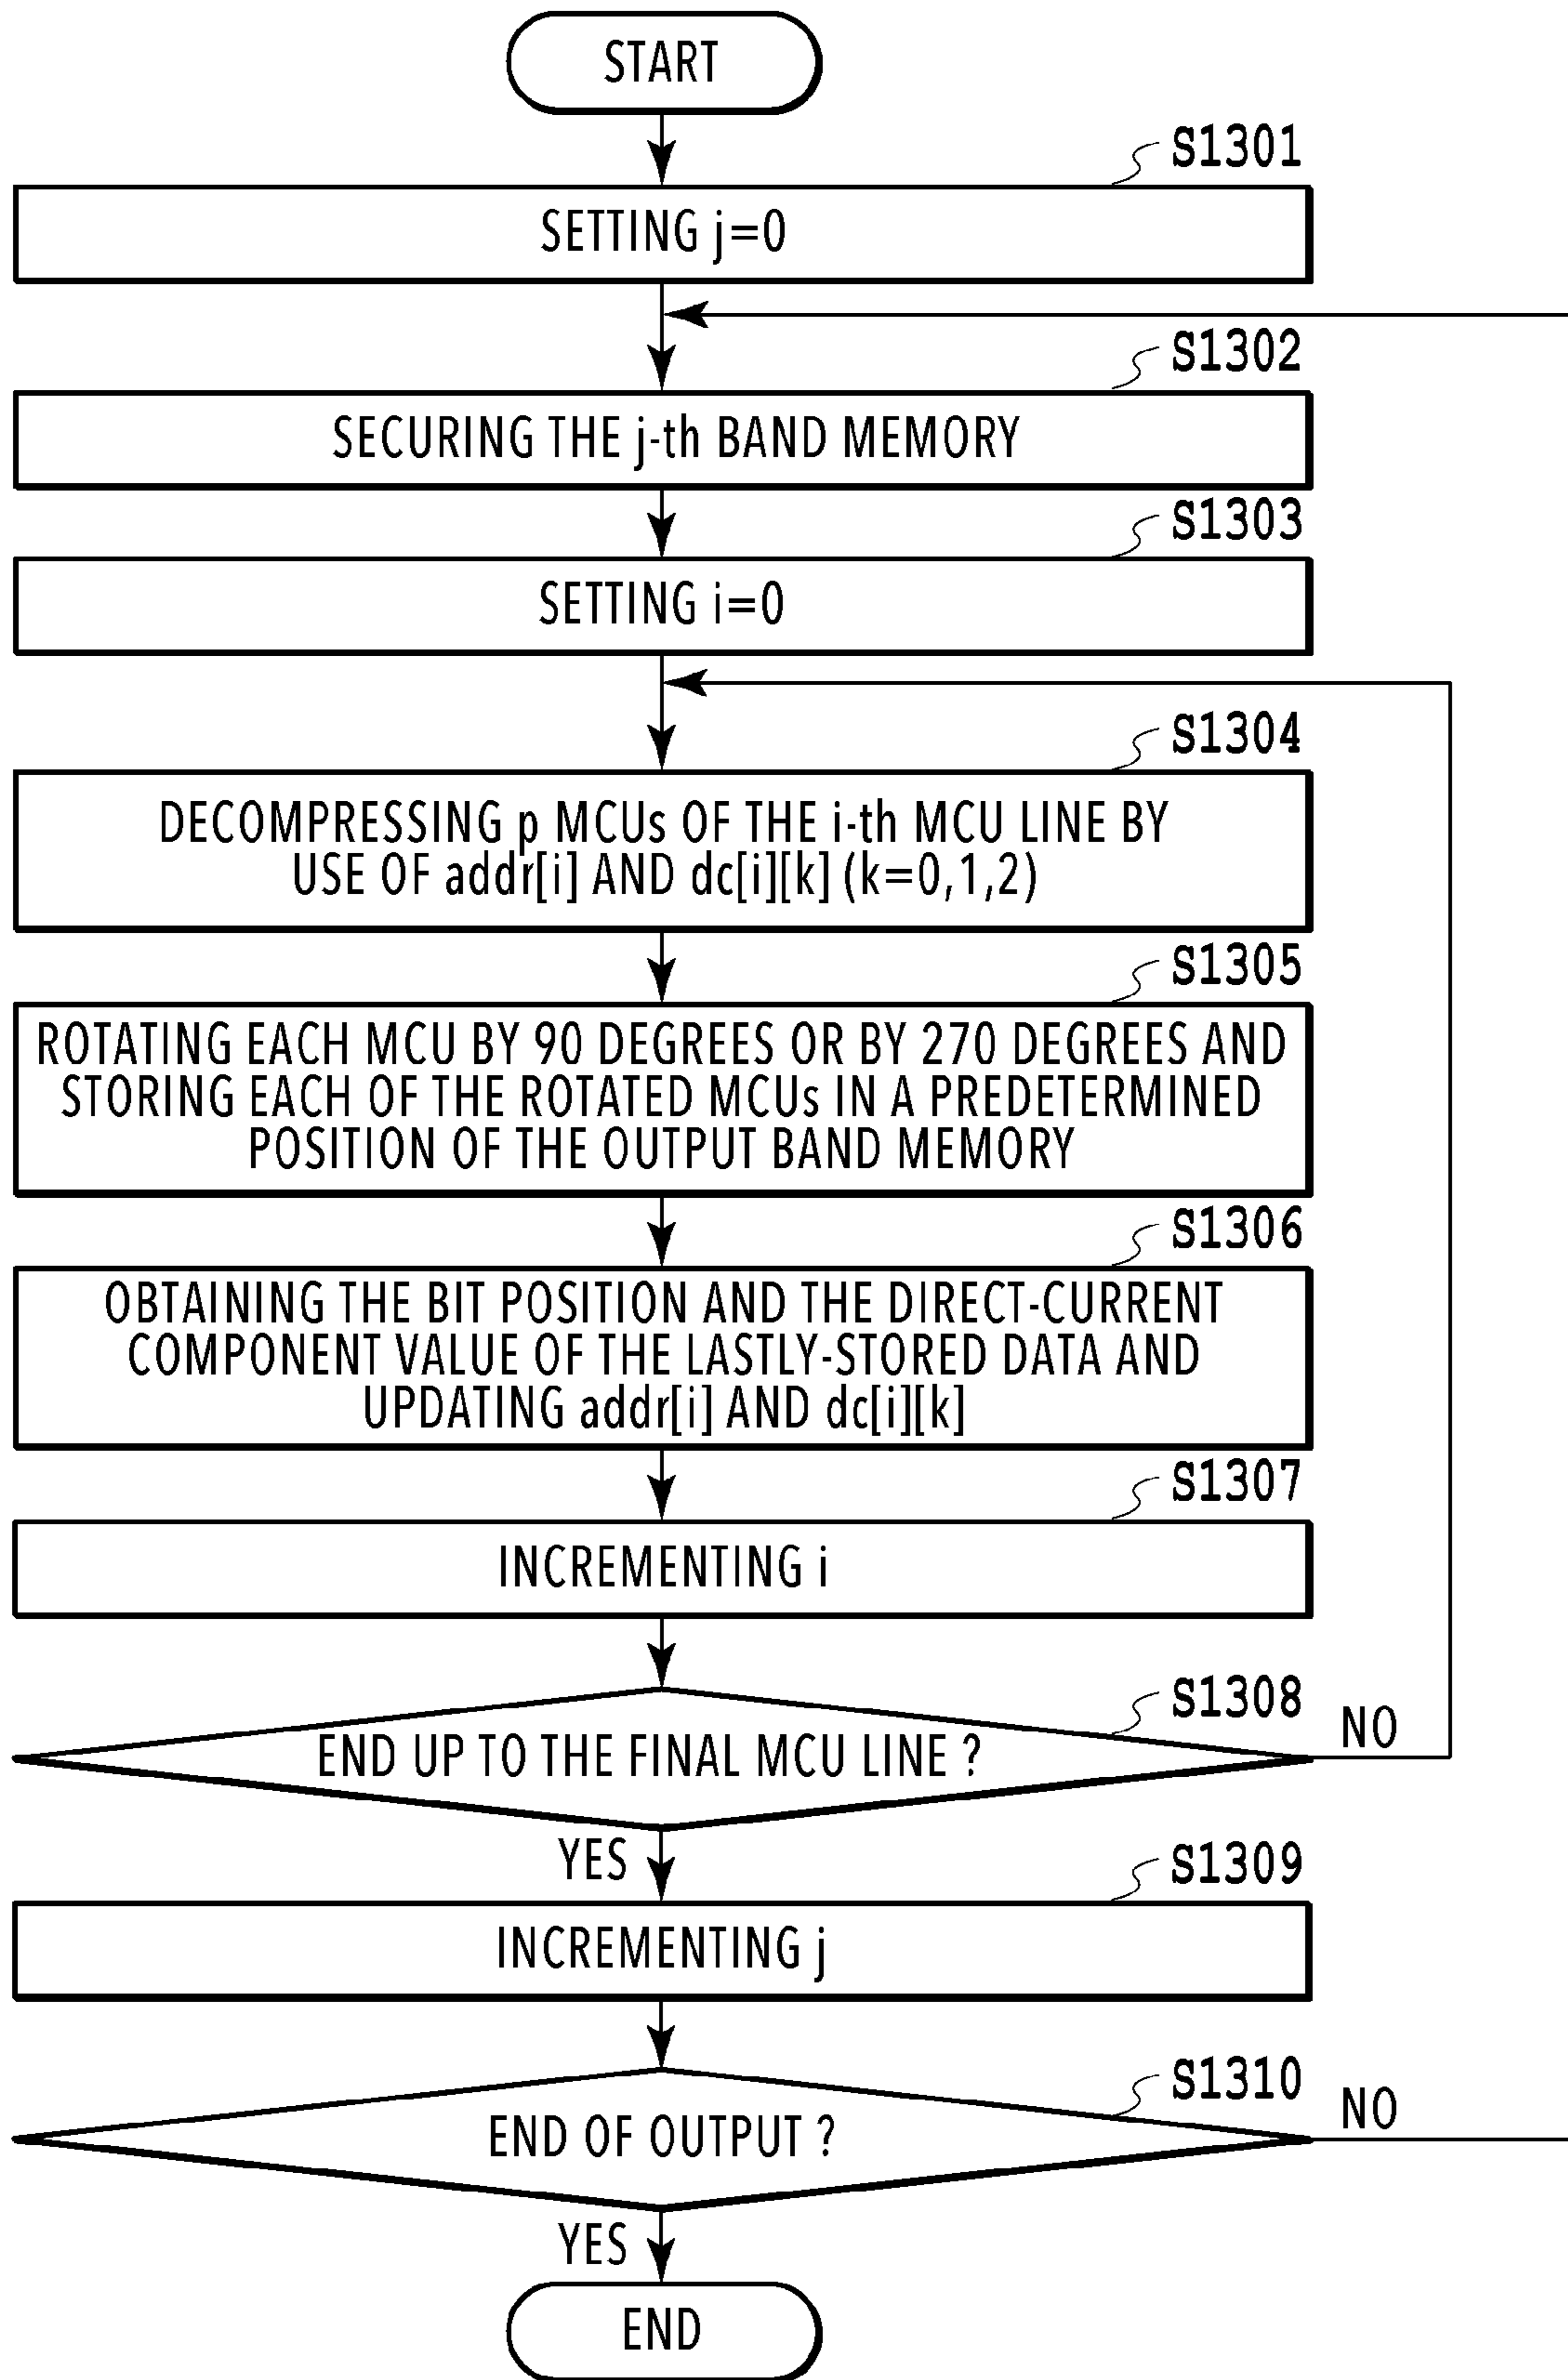 START
S1301
SETTING j=0
S1302
SECURING THE j-th BAND MEMORY
S1303
SETTING i=0
S1304
DECOMPRESSING p MCUs OF THE i-th MCU LINE BY
USE OF addr[i] AND dc[i][k] (k=0,1,2)
S1305
ROTATING EACH MCU BY 90 DEGREES OR BY 270 DEGREES AND
STORING EACH OF THE ROTATED MCUs IN A PREDETERMINED
POSITION OF THE OUTPUT BAND MEMORY
S1306
OBTAINING THE BIT POSITION AND THE DIRECT-CURRENT
COMPONENT VALUE OF THE LASTLY-STORED DATA AND
UPDATING addr[i] AND dc[i][k]
S1307
INCREMENTING i
S1308
END UP TO THE FINAL MCU LINE ?
NO
YES
S1309
INCREMENTING j
S1310
END OF OUTPUT ?
NO
YES
END